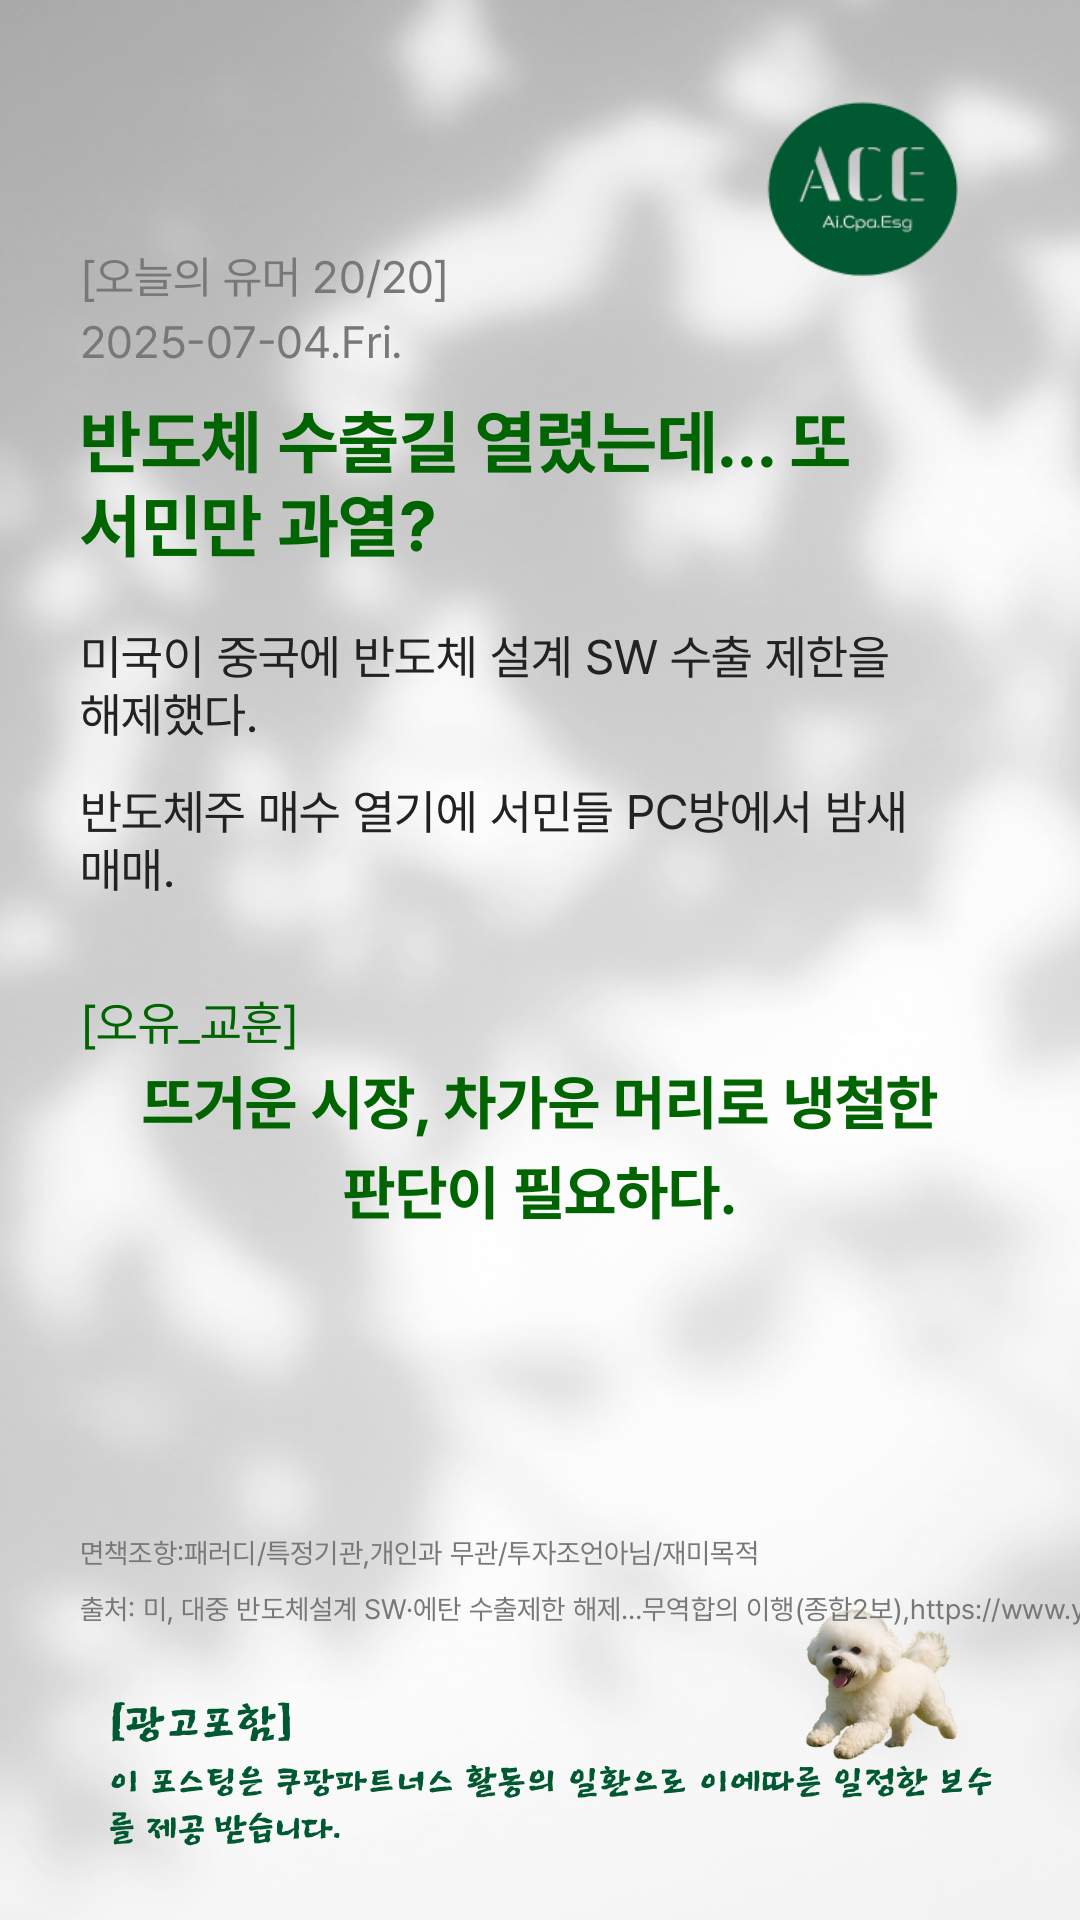 ACE
Ai.Cpa.Esg
[오늘의 유머 20/20]
2025-07-04.Fri.
반도체 수출길 열렸는데... 또
서민만 과열?
미국이 중국에 반도체 설계 SW 수출 제한을
해제했다.
반도체주 매수 열기에 서민들 PC방에서 밤새
매매.
[오유_교훈]
뜨거운 시장, 차가운 머리로 냉철한
판단이 필요하다.
면책조항:패러디/특정기관,개인과 무관/투자조언아님/재미목적
출처: 미, 대중 반도체설계 SW·에탄 수출제한 해제...무역합의 이행(종합2보),https://www.y
[광고포함]
이 포스팅은 쿠팡파트너스 활동의 일환으로 이에따른 일정한 보수
를 제공 받습니다.